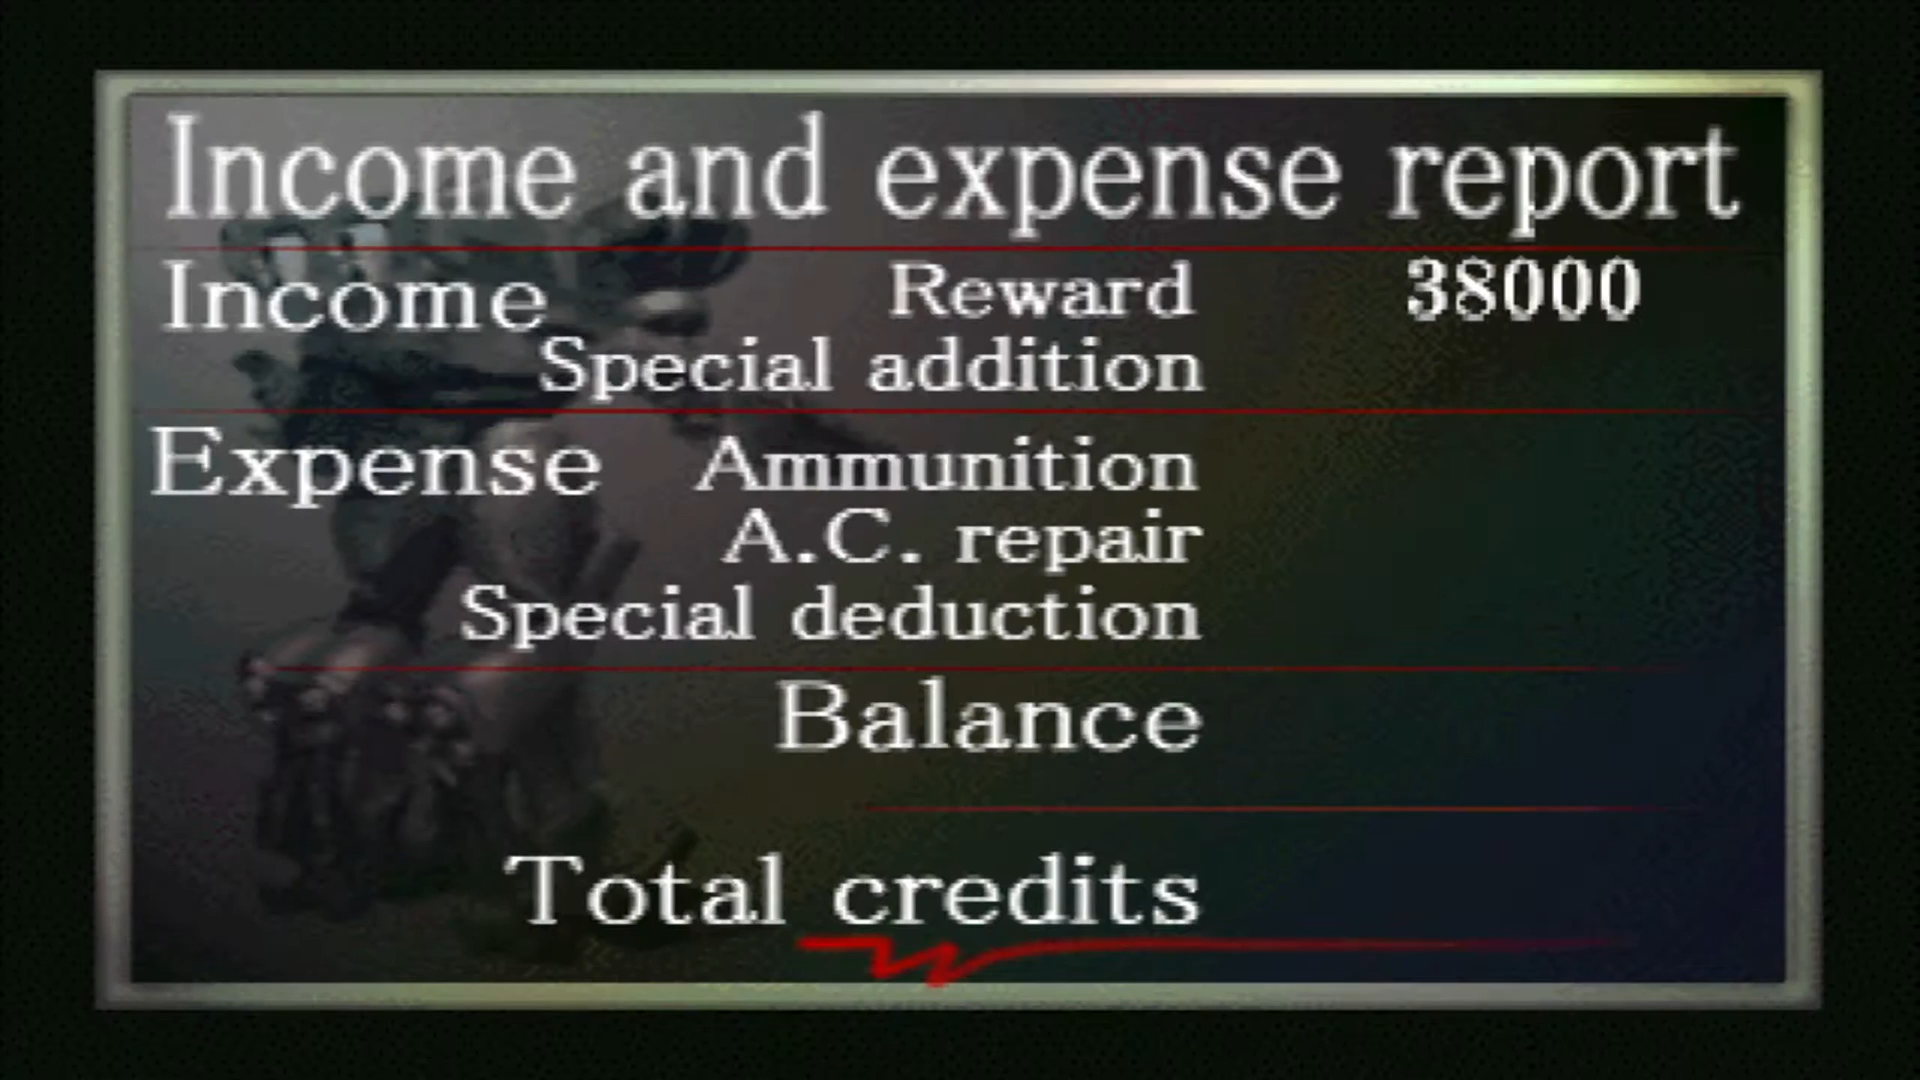 Income and expense report
Income Reward 38000
Special addition
Expense Ammunition
A.C. repair
Special deduction
Balance
Total credits